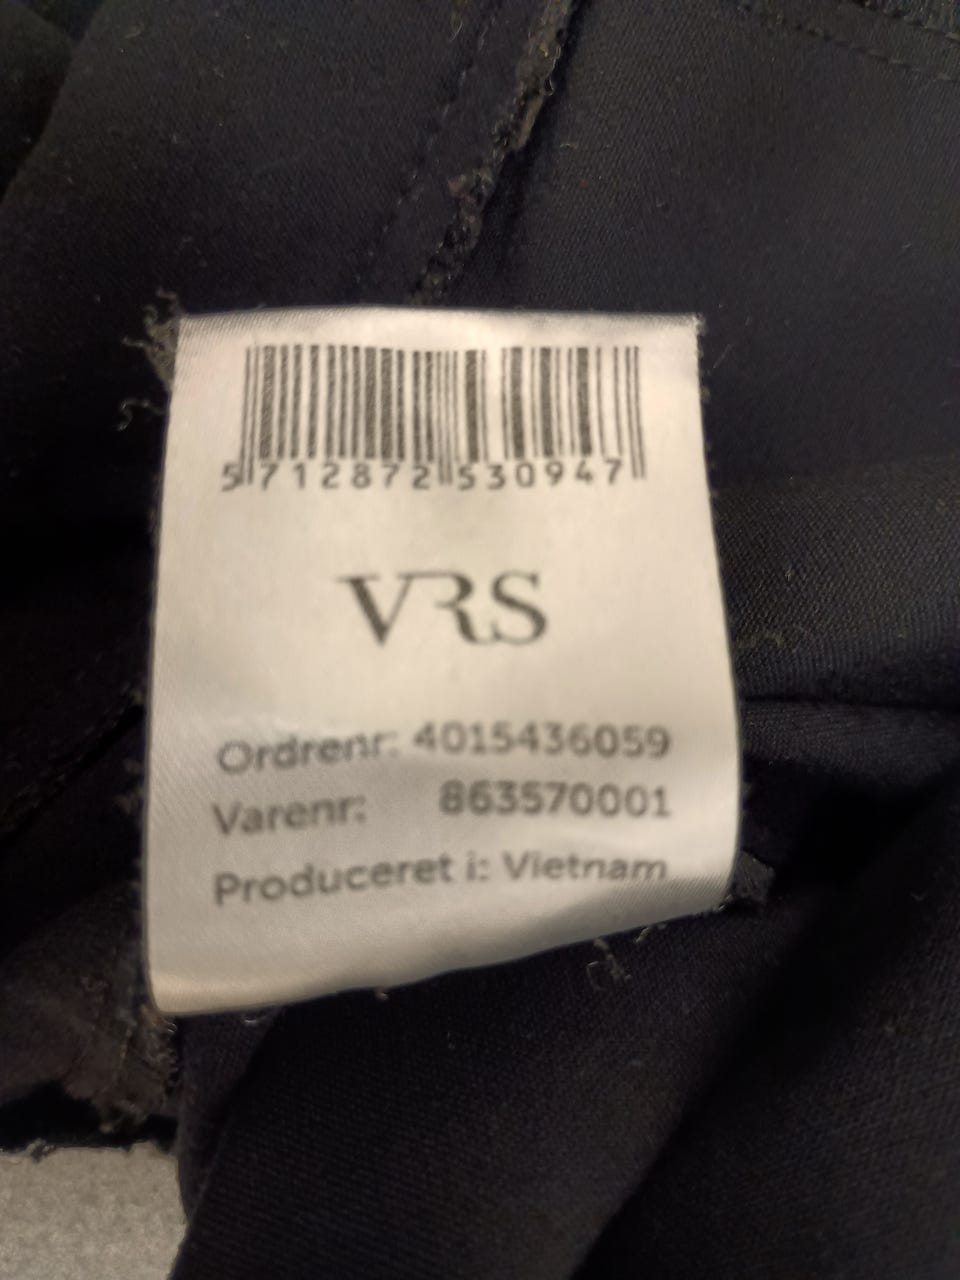 5712872530947
VRS
Ordrenr: 4015436059
Varenr: 863570001
Produceret i: Vietnam